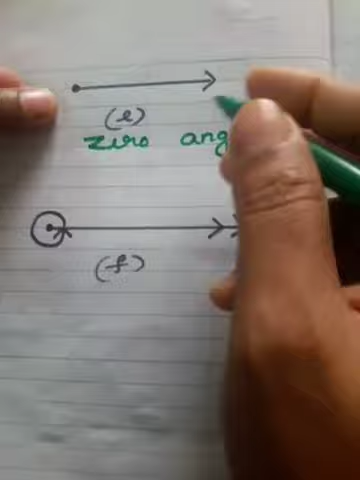 (e)
zero ang
(f)